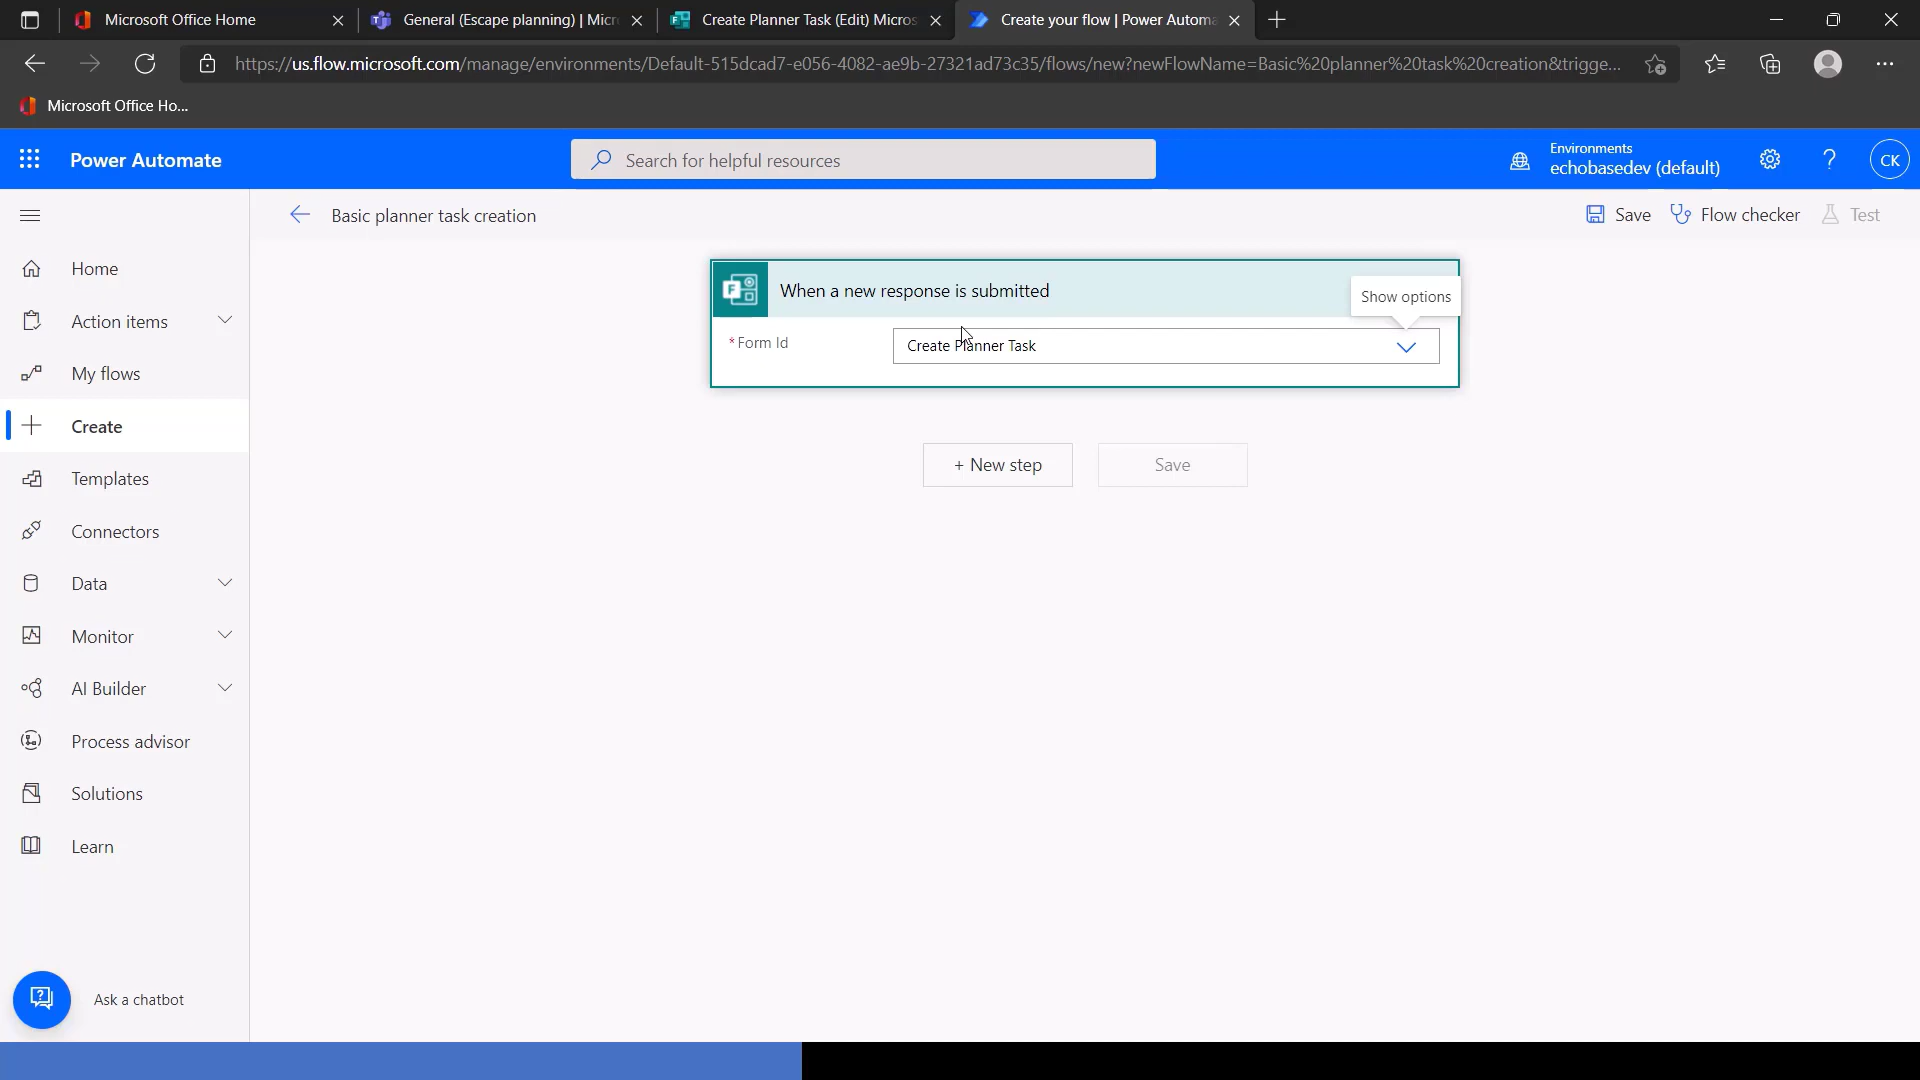 Microsoft Office Home
General (Escape planning) | Micr
Create Planner Task (Edit) Micros
Create your flow | Power Automa
https://us.flow.microsoft.com/manage/environments/Default-515dcad7-e056-4082-ae9b-27321ad73c35/flows/new?newFlowName=Basic%20planner%20task%20creation&trigge...
Microsoft Office Ho...
Power Automate
Search for helpful resources
Environments
echobasedev (default)
?
CK
Basic planner task creation
Save
Flow checker
Test
Home
Action items
My flows
Create
Templates
Connectors
Data
Monitor
AI Builder
Process advisor
Solutions
Learn
Ask a chatbot
When a new response is submitted
Show options
* Form Id
Create Planner Task
+ New step
Save